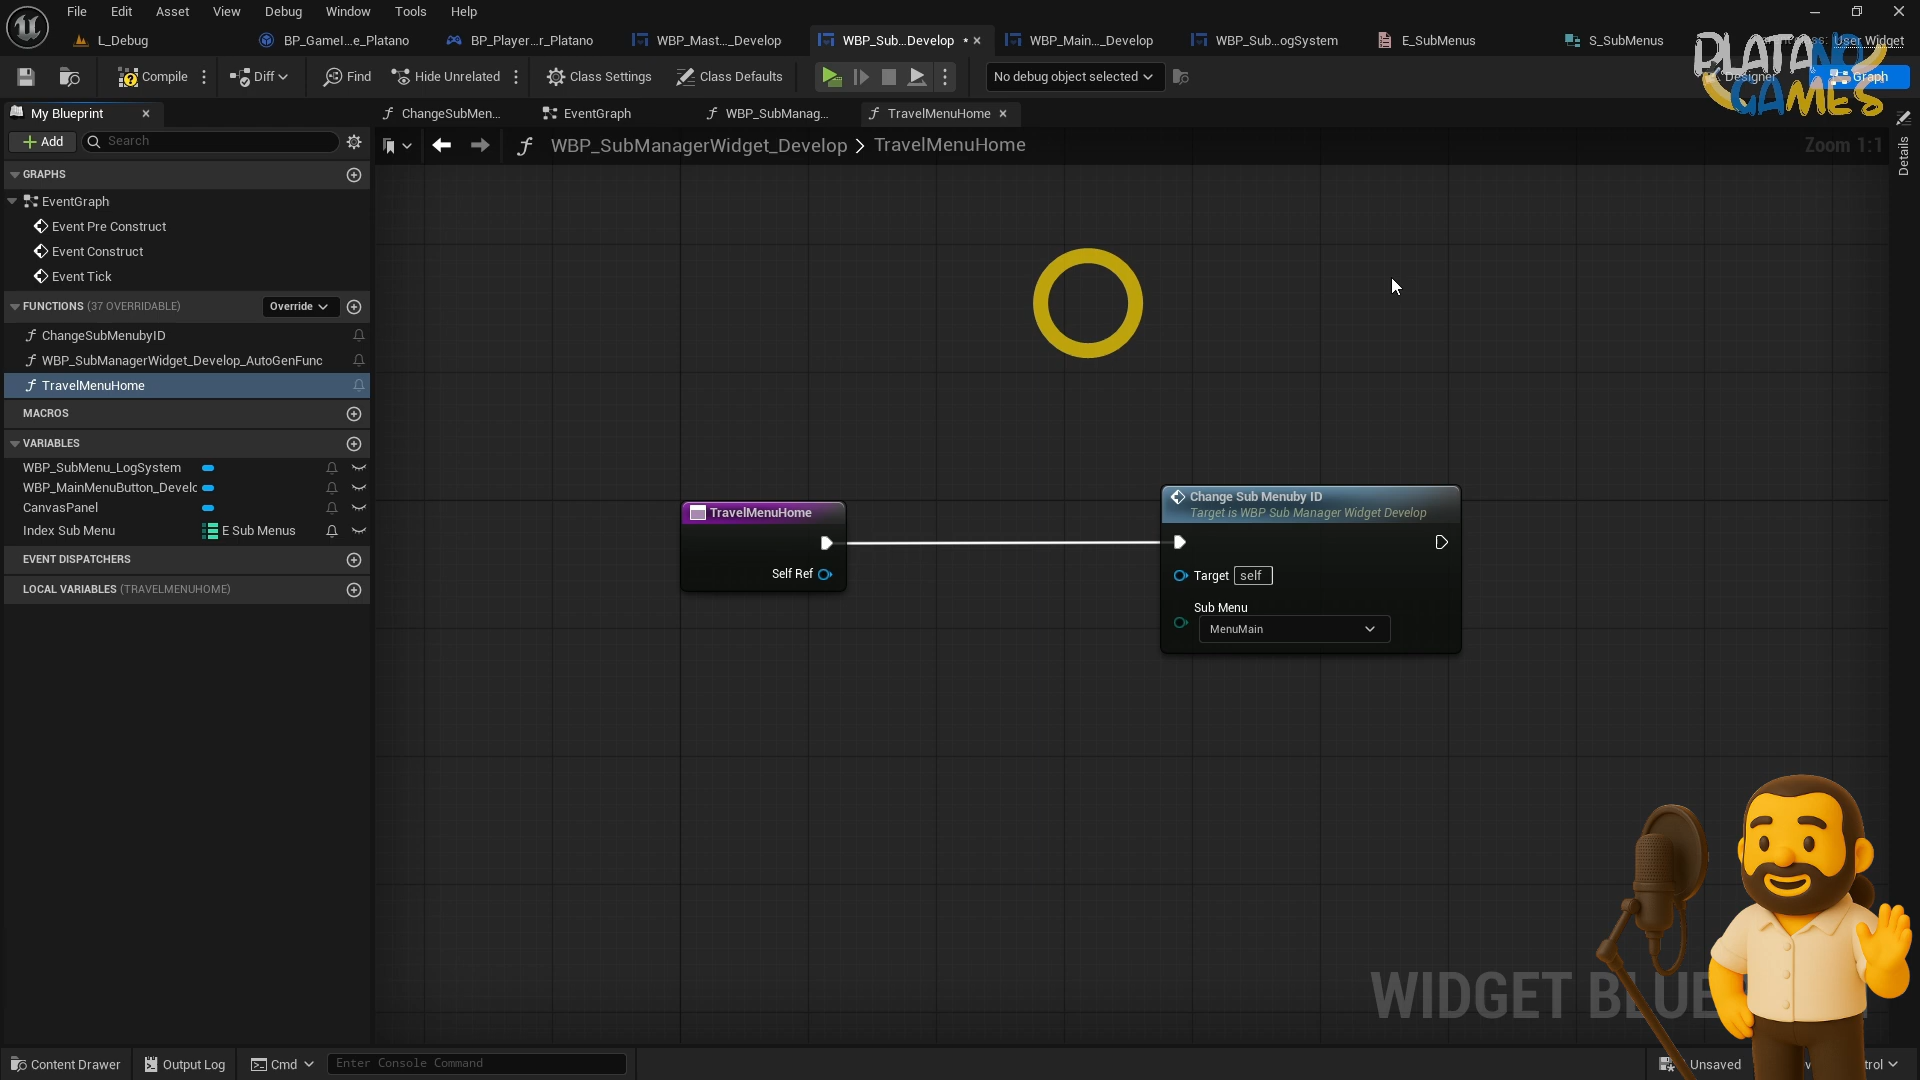 File Edit Asset View Debug Window Tools Help
L_Debug BP_GameI...e_Platano BP_Player...r_Platano WBP_Mast..._Develop WBP_Sub...Develop WBP_Main..._Develop WBP_Sub...ogSystem E_SubMenus S_SubMenus User Widget
Compile Diff Find Hide Unrelated Class Settings Class Defaults No debug object selected Designer Graph
PLATANO
GAMES
My Blueprint ChangeSubMen... EventGraph WBP_SubManag... TravelMenuHome
Add Search WBP_SubManagerWidget_Develop > TravelMenuHome Zoom 1:1
Details
GRAPHS
EventGraph
Event Pre Construct
Event Construct
Event Tick
FUNCTIONS (37 OVERRIDABLE) Override
ChangeSubMenubyID
WBP_SubManagerWidget_Develop_AutoGenFunc
TravelMenuHome
MACROS
VARIABLES
WBP_SubMenu_LogSystem
WBP_MainMenuButton_Develo
CanvasPanel
Index Sub Menu E Sub Menus
EVENT DISPATCHERS
LOCAL VARIABLES (TRAVELMENUHOME)
TravelMenuHome
Self Ref
Change Sub Menuby ID
Target is WBP Sub Manager Widget Develop
Target self
Sub Menu
MenuMain
WIDGET BLUE
Content Drawer Output Log Cmd Enter Console Command Unsaved